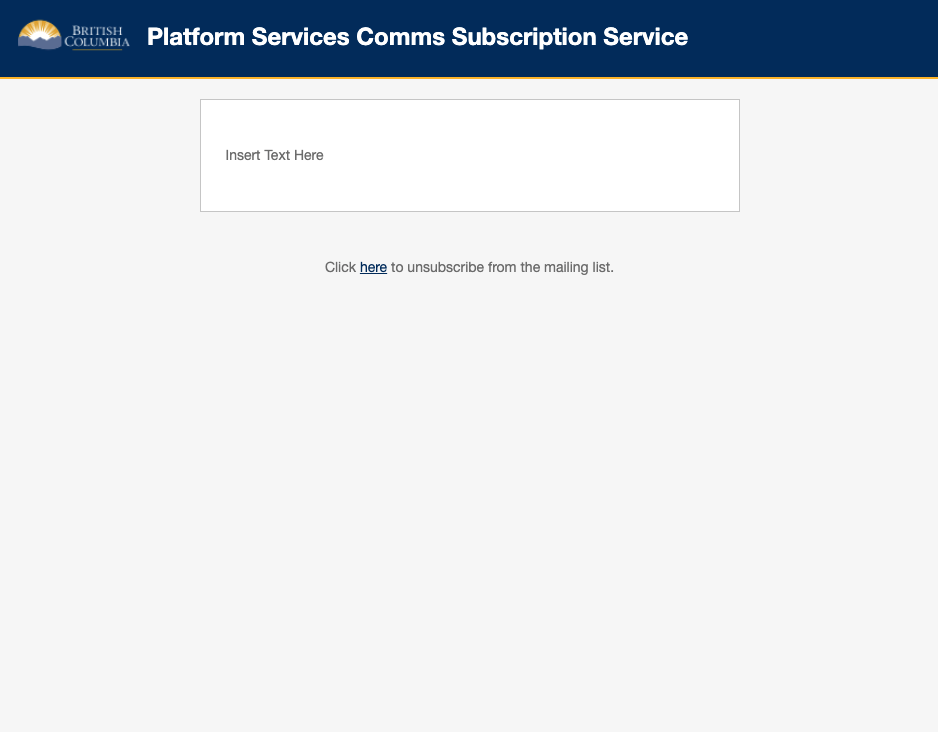 BRITISH
COLUMBIA
Platform Services Comms Subscription Service
Insert Text Here
Click here to unsubscribe from the mailing list.